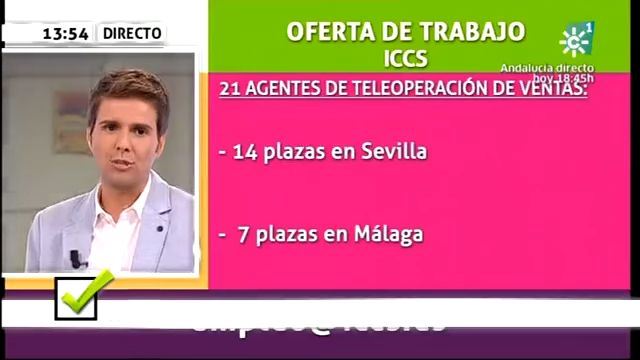 13:54 DIRECTO
OFERTA DE TRABAJO
ICCS
1
Andalucía directo
hoy 18:45h
21 AGENTES DE TELEOPERACIÓN DE VENTAS:
- 14 plazas en Sevilla
- 7 plazas en Málaga